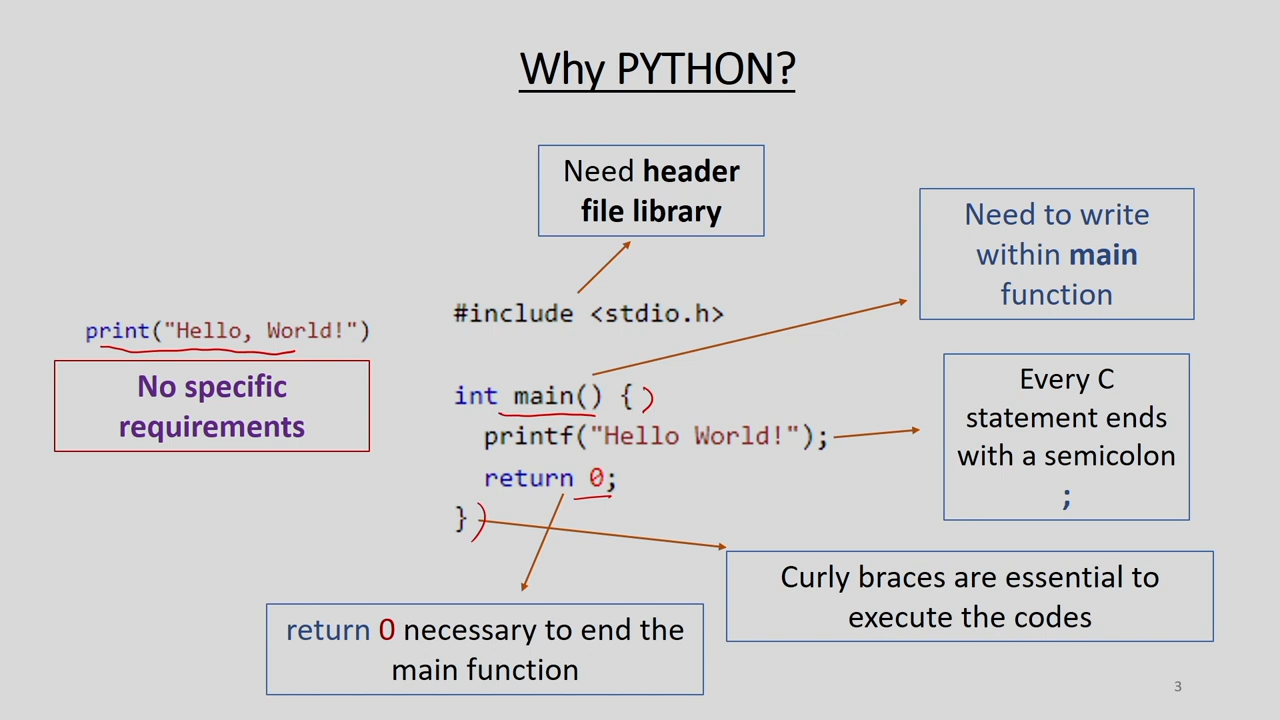 Why PYTHON?
Need header
file library
Need to write
within main
function
#include <stdio.h>
print("Hello, World!")
No specific
requirements
int main() {
printf("Hello World!");
return 0;
}
Every C
statement ends
with a semicolon
;
Curly braces are essential to
execute the codes
return 0 necessary to end the
main function
3